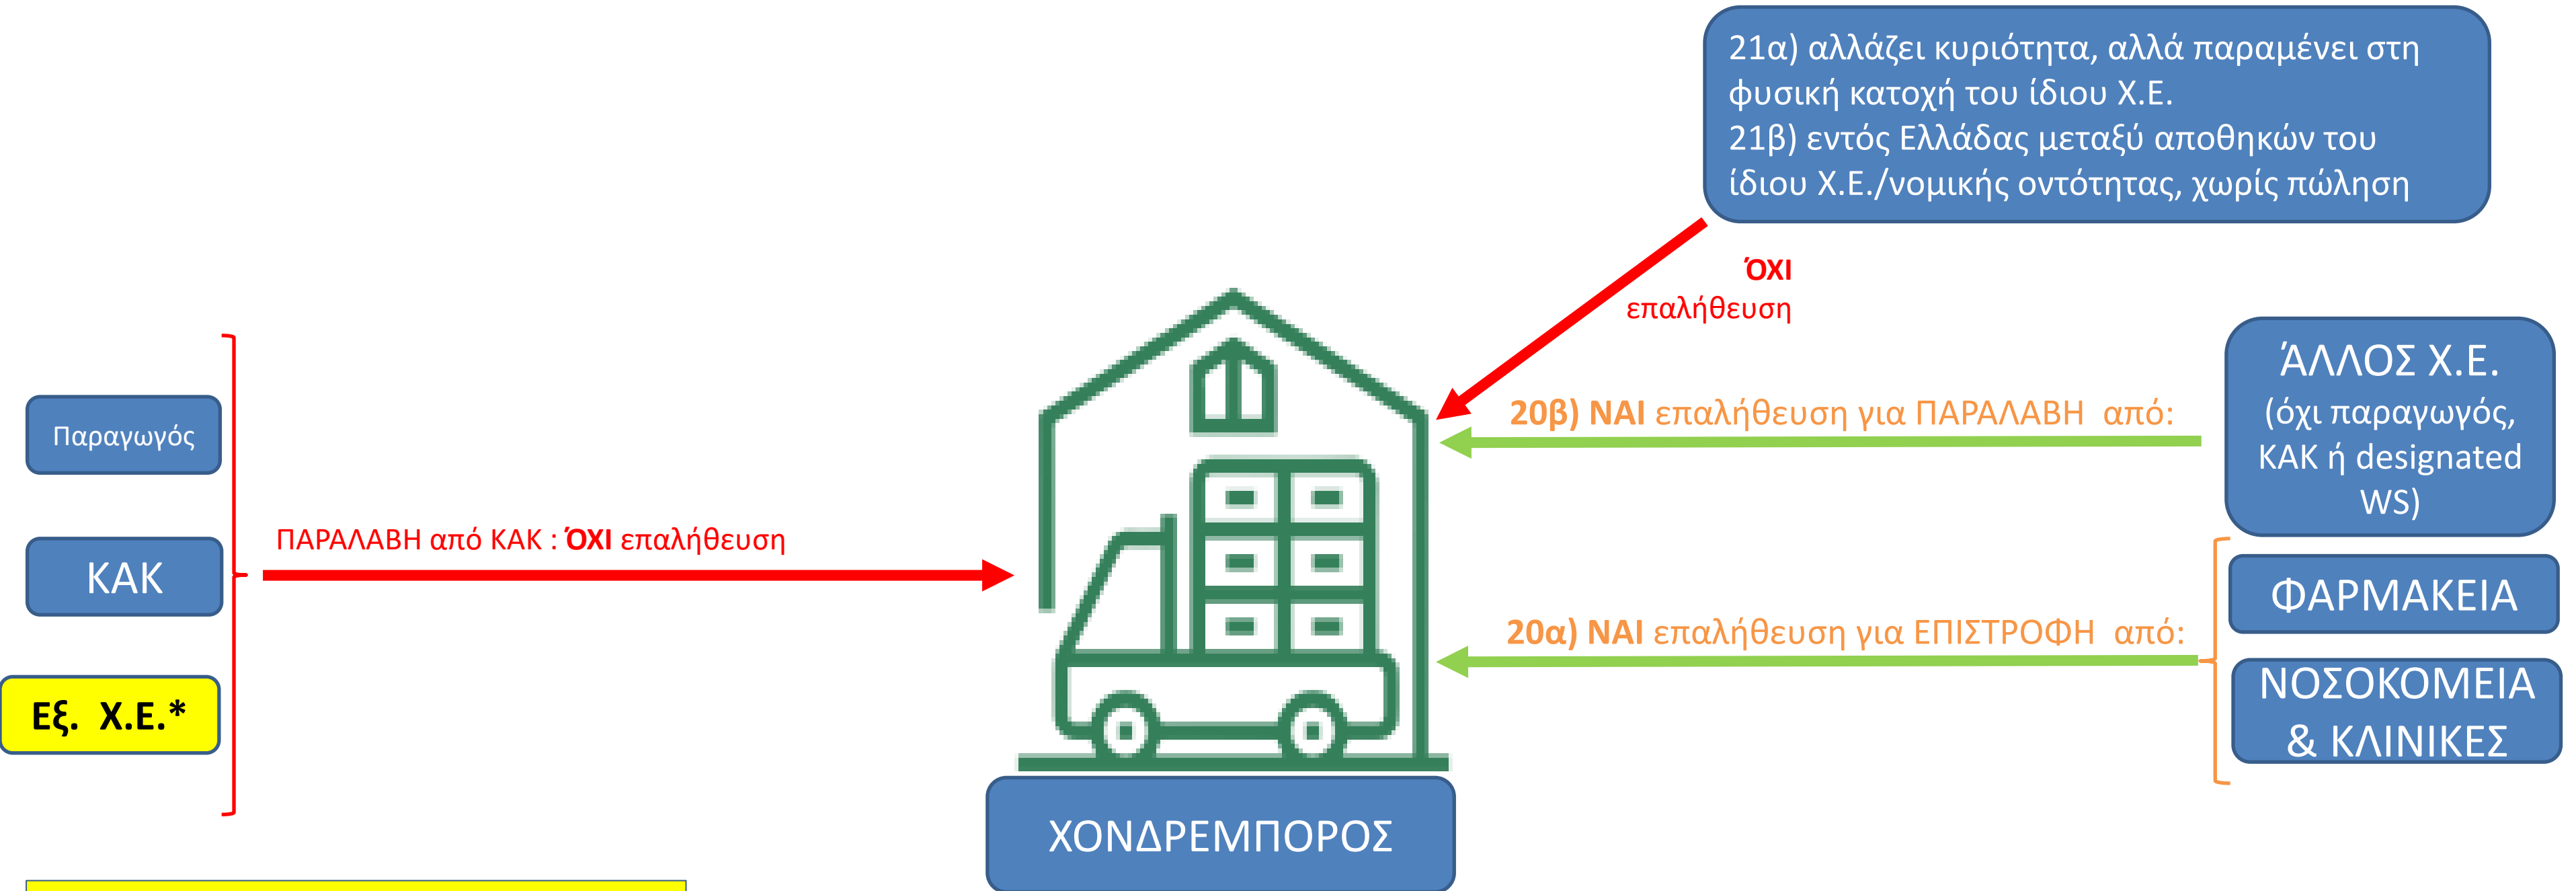 21α) αλλάζει κυριότητα, αλλά παραμένει στη
φυσική κατοχή του ίδιου Χ.Ε.
21β) εντός Ελλάδας μεταξύ αποθηκών του
ίδιου Χ.Ε./νομικής οντότητας, χωρίς πώληση
ΌΧΙ
επαλήθευση
Παραγωγός
ΚΑΚ
Εξ. Χ.Ε.*
ΠΑΡΑΛΑΒΗ από ΚΑΚ : ΌΧΙ επαλήθευση
20β) ΝΑΙ επαλήθευση για ΠΑΡΑΛΑΒΗ από:
ΆΛΛΟΣ Χ.Ε.
(όχι παραγωγός,
ΚΑΚ ή designated
WS)
20α) ΝΑΙ επαλήθευση για ΕΠΙΣΤΡΟΦΗ από:
ΦΑΡΜΑΚΕΙΑ
ΝΟΣΟΚΟΜΕΙΑ
& ΚΛΙΝΙΚΕΣ
ΧΟΝΔΡΕΜΠΟΡΟΣ